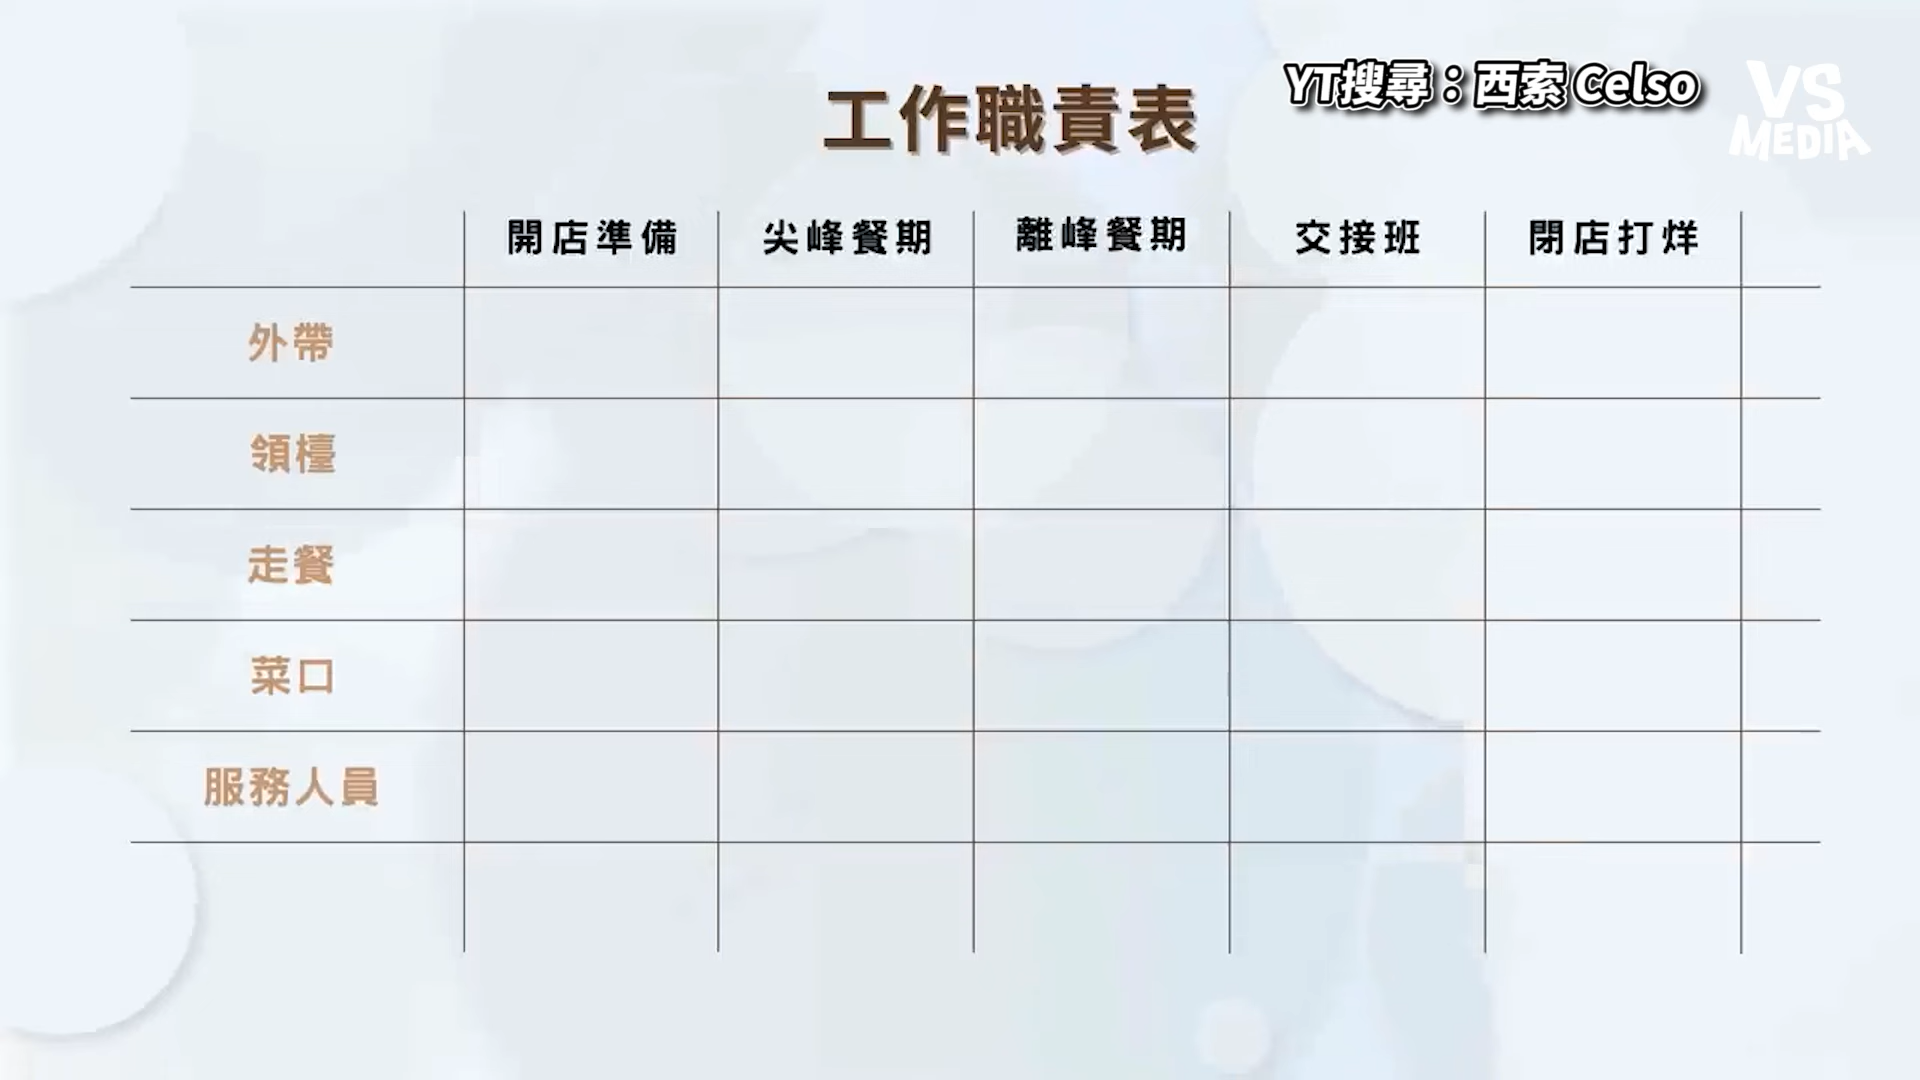 YT搜尋：西索 Celso
VS
MEDIA
工作職責表
開店準備 尖峰餐期 離峰餐期 交接班 閉店打烊
外帶
領檯
走餐
菜口
服務人員